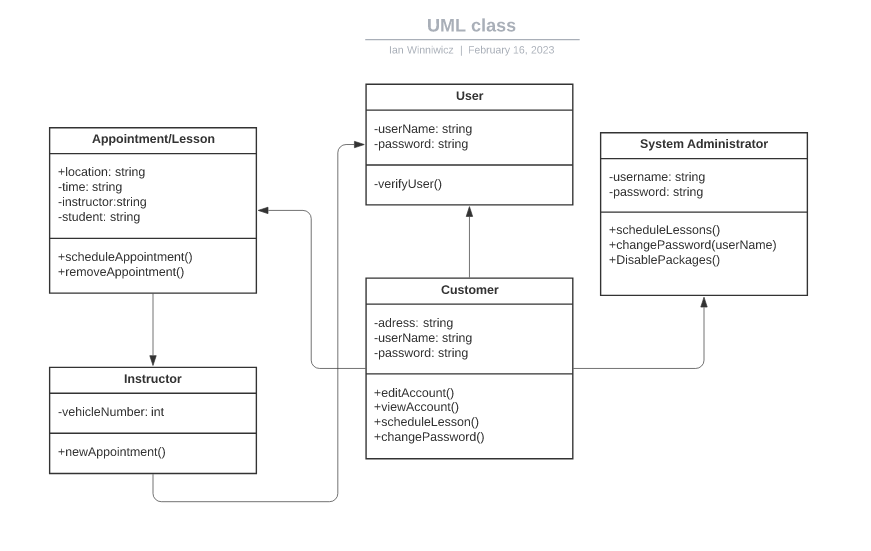 UML class
Ian Winniwicz | February 16, 2023
User
-userName: string
-password: string
-verifyUser()
Appointment/Lesson
+location: string
-time: string
-instructor:string
-student: string
+scheduleAppointment()
+removeAppointment()
System Administrator
-username: string
-password: string
+scheduleLessons()
+changePassword(userName)
+DisablePackages()
Customer
-adress: string
-userName: string
-password: string
+editAccount()
+viewAccount()
+scheduleLesson()
+changePassword()
Instructor
-vehicleNumber: int
+newAppointment()